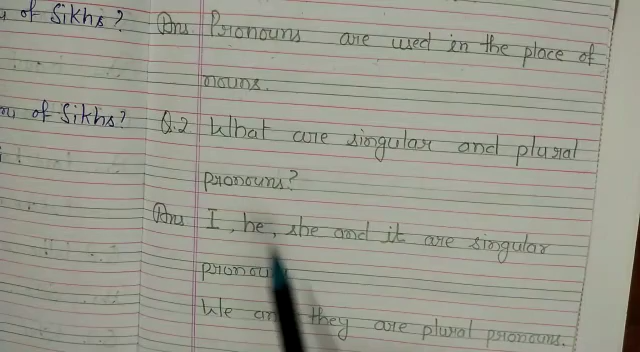 of Sikhs?
of Sikhs?
Ans Pronouns are used in the place of
nouns.
Q.2 What are singular and plural
pronouns?
Ans I, he, she and it are singular
pronoun
We and they are plural pronouns.